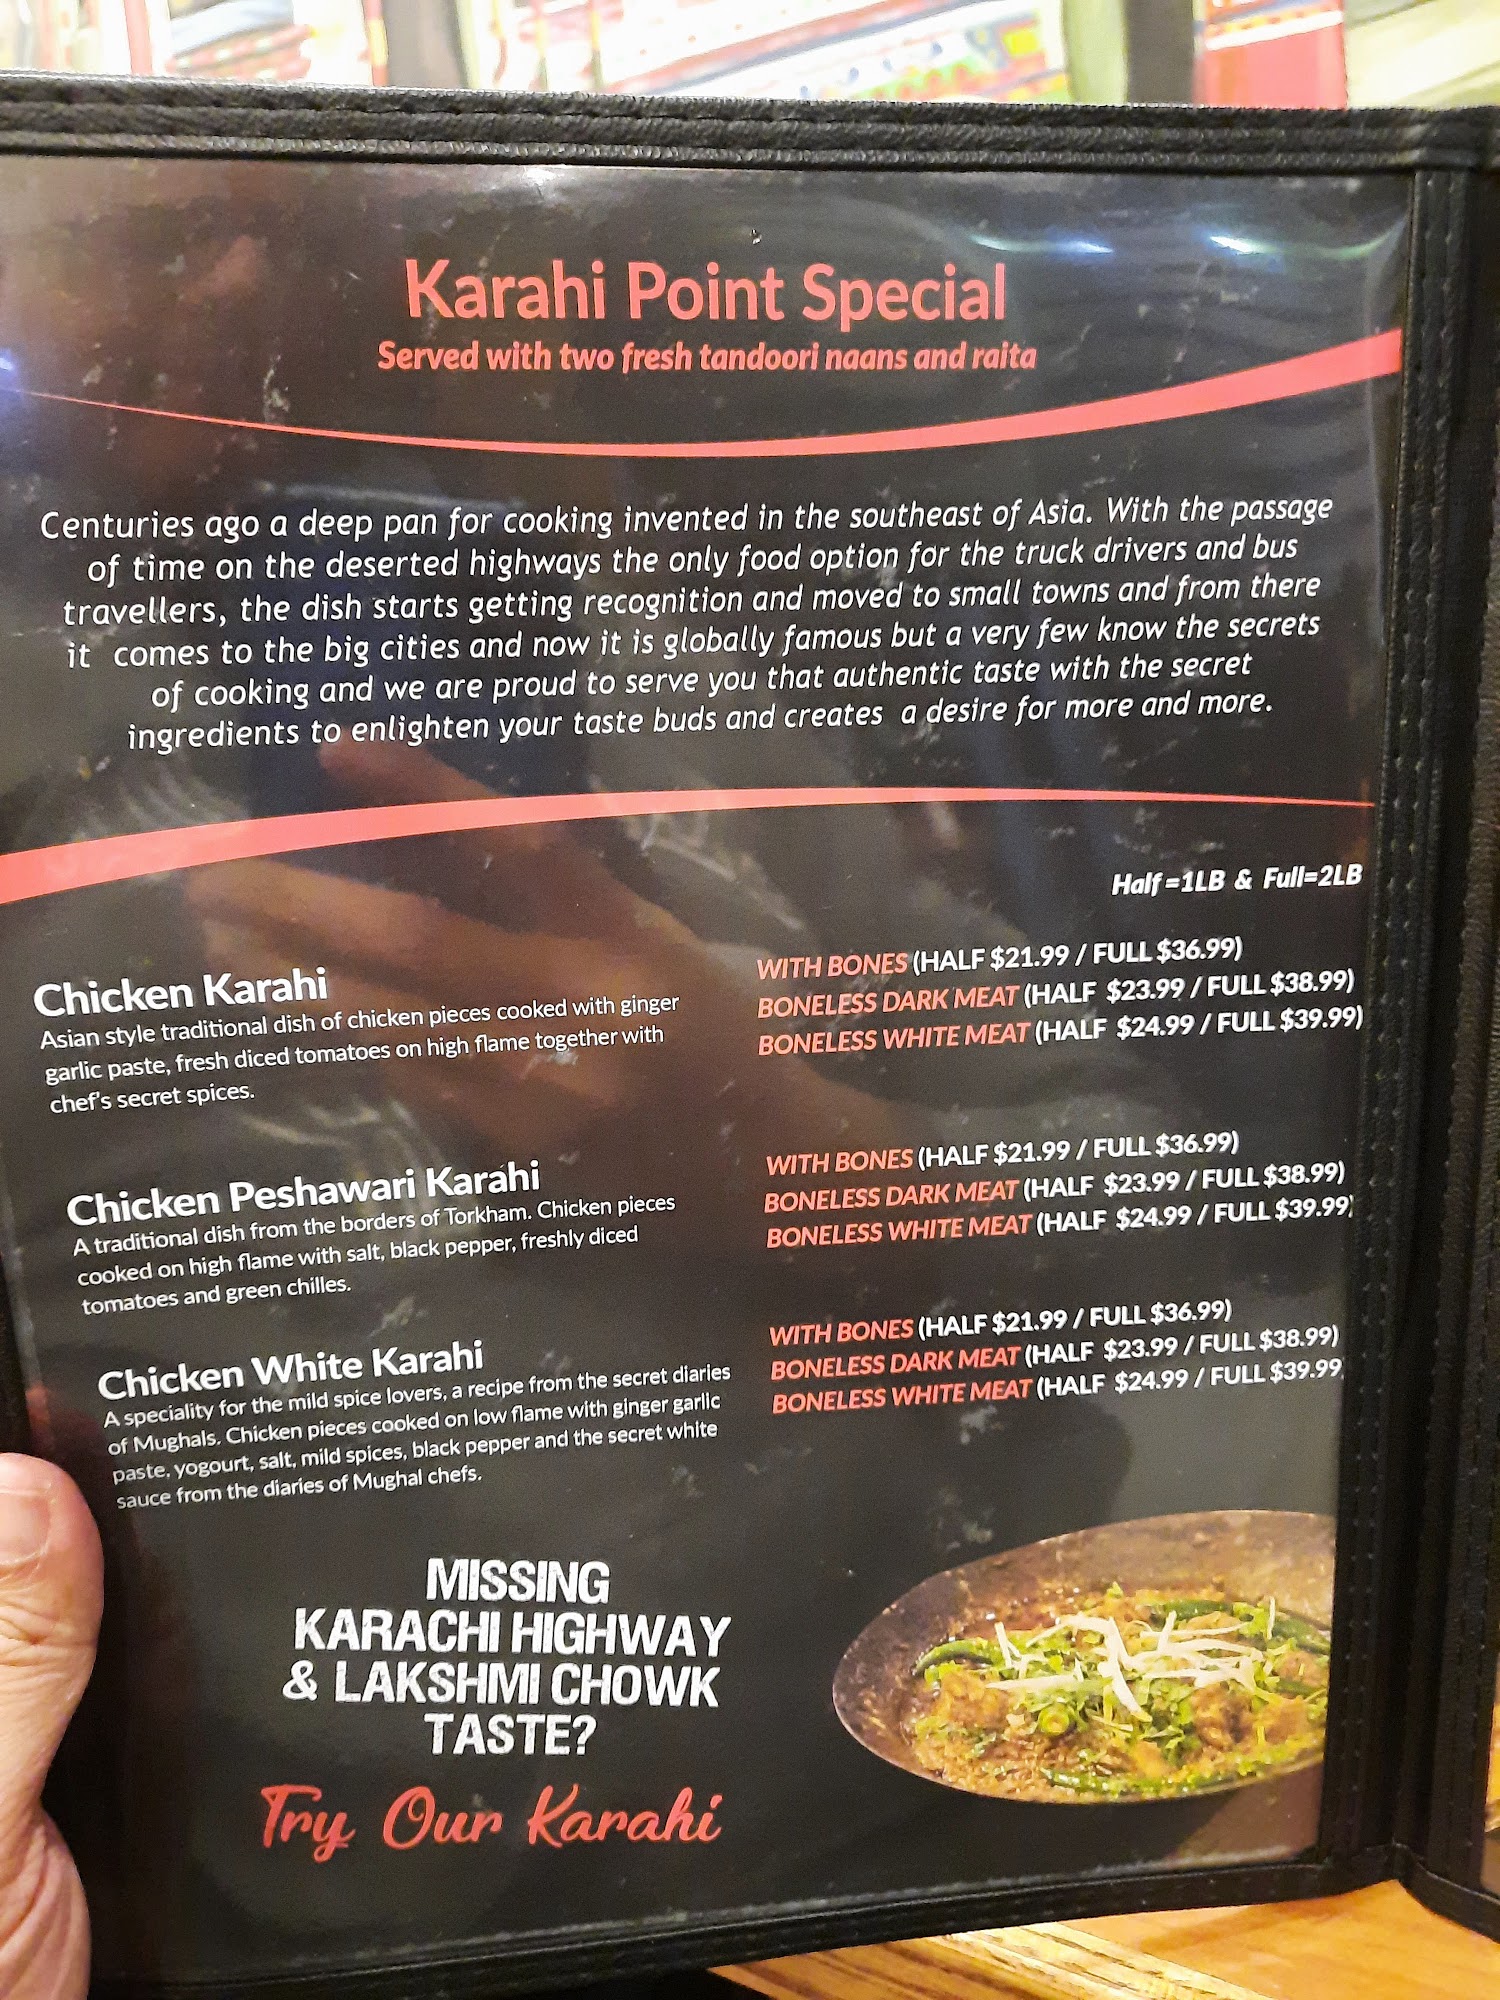 Karahi Point Special
Served with two fresh tandoori naans and raita
Centuries ago a deep pan for cooking invented in the southeast of Asia. With the passage
of time on the deserted highways the only food option for the truck drivers and bus
travellers, the dish starts getting recognition and moved to small towns and from there
it comes to the big cities and now it is globally famous but a very few know the secrets
of cooking and we are proud to serve you that authentic taste with the secret
ingredients to enlighten your taste buds and creates a desire for more and more.
Half=1LB & Full=2LB
Chicken Karahi
Asian style traditional dish of chicken pieces cooked with ginger
garlic paste, fresh diced tomatoes on high flame together with
chef's secret spices.
WITH BONES (HALF $21.99 / FULL $36.99)
BONELESS DARK MEAT (HALF $23.99 / FULL $38.99)
BONELESS WHITE MEAT (HALF $24.99 / FULL $39.99)
Chicken Peshawari Karahi
A traditional dish from the borders of Torkham. Chicken pieces
cooked on high flame with salt, black pepper, freshly diced
tomatoes and green chilles.
WITH BONES (HALF $21.99 / FULL $36.99)
BONELESS DARK MEAT (HALF $23.99 / FULL $38.99)
BONELESS WHITE MEAT (HALF $24.99 / FULL $39.99)
Chicken White Karahi
A speciality for the mild spice lovers, a recipe from the secret diaries
of Mughals. Chicken pieces cooked on low flame with ginger garlic
paste, yogourt, salt, mild spices, black pepper and the secret white
sauce from the diaries of Mughal chefs.
WITH BONES (HALF $21.99 / FULL $36.99)
BONELESS DARK MEAT (HALF $23.99 / FULL $38.99)
BONELESS WHITE MEAT (HALF $24.99 / FULL $39.99
MISSING
KARACHI HIGHWAY
& LAKSHMI CHOWK
TASTE?
Try Our Karahi